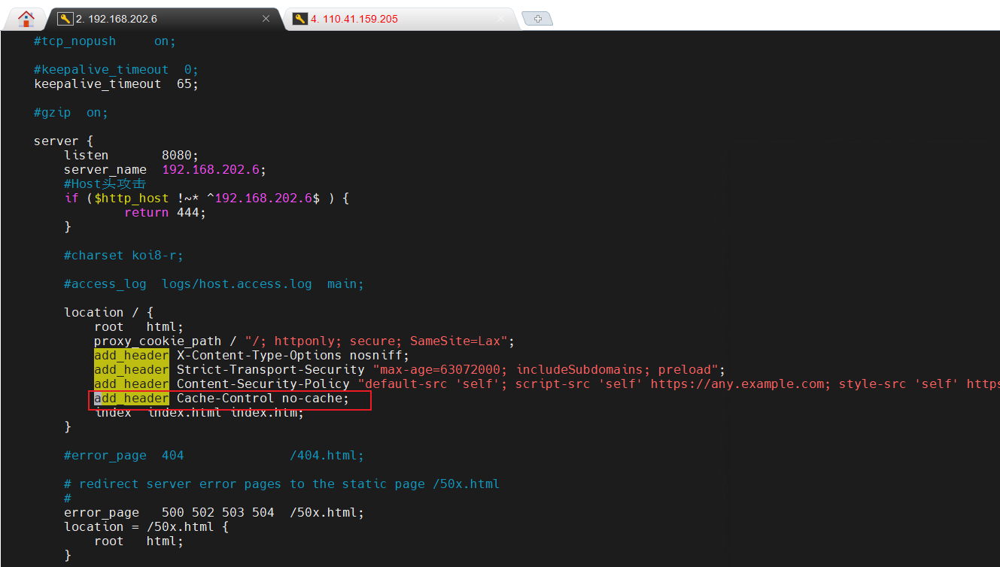 2. 192.168.202.6
4. 110.41.159.205
#tcp_nopush     on;
#keepalive_timeout  0;
keepalive_timeout  65;
#gzip  on;
server {
listen       8080;
server_name  192.168.202.6;
#Host头攻击
if ($http_host !~* ^192.168.202.6$ ) {
return 444;
}
#charset koi8-r;
#access_log  logs/host.access.log  main;
location / {
root   html;
proxy_cookie_path / "/; httponly; secure; SameSite=Lax";
add_header X-Content-Type-Options nosniff;
add_header Strict-Transport-Security "max-age=63072000; includeSubdomains; preload";
add_header Content-Security-Policy "default-src 'self'; script-src 'self' https://any.example.com; style-src 'self' https
add_header Cache-Control no-cache;
index  index.html index.htm;
}
#error_page  404              /404.html;
# redirect server error pages to the static page /50x.html
#
error_page   500 502 503 504  /50x.html;
location = /50x.html {
root   html;
}